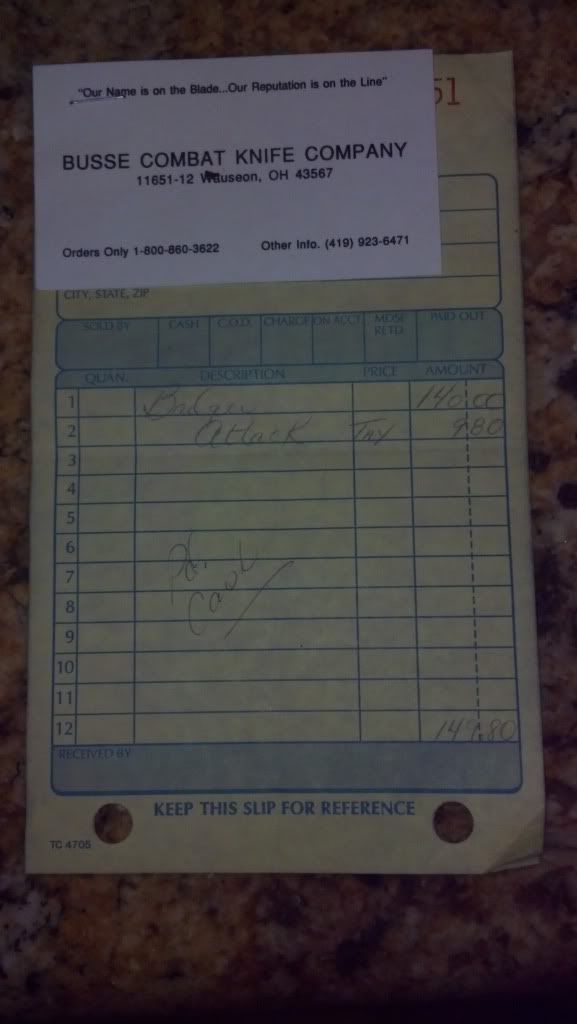 "Our Name is on the Blade...Our Reputation is on the Line"
51
BUSSE COMBAT KNIFE COMPANY
11651-12 Wauseon, OH 43567
Orders Only 1-800-860-3622 Other Info. (419) 923-6471
CITY, STATE, ZIP
SOLD BY CASH C.O.D. CHARGE ON ACCT. MDSE. RETD. PAID OUT
QUAN. DESCRIPTION PRICE AMOUNT
1 Badger 140.00
2 Attack TAX 9.80
3
4
5
6
7
8
9
10
11
12 149.80
Pd.
Cash
RECEIVED BY
KEEP THIS SLIP FOR REFERENCE
TC 4705